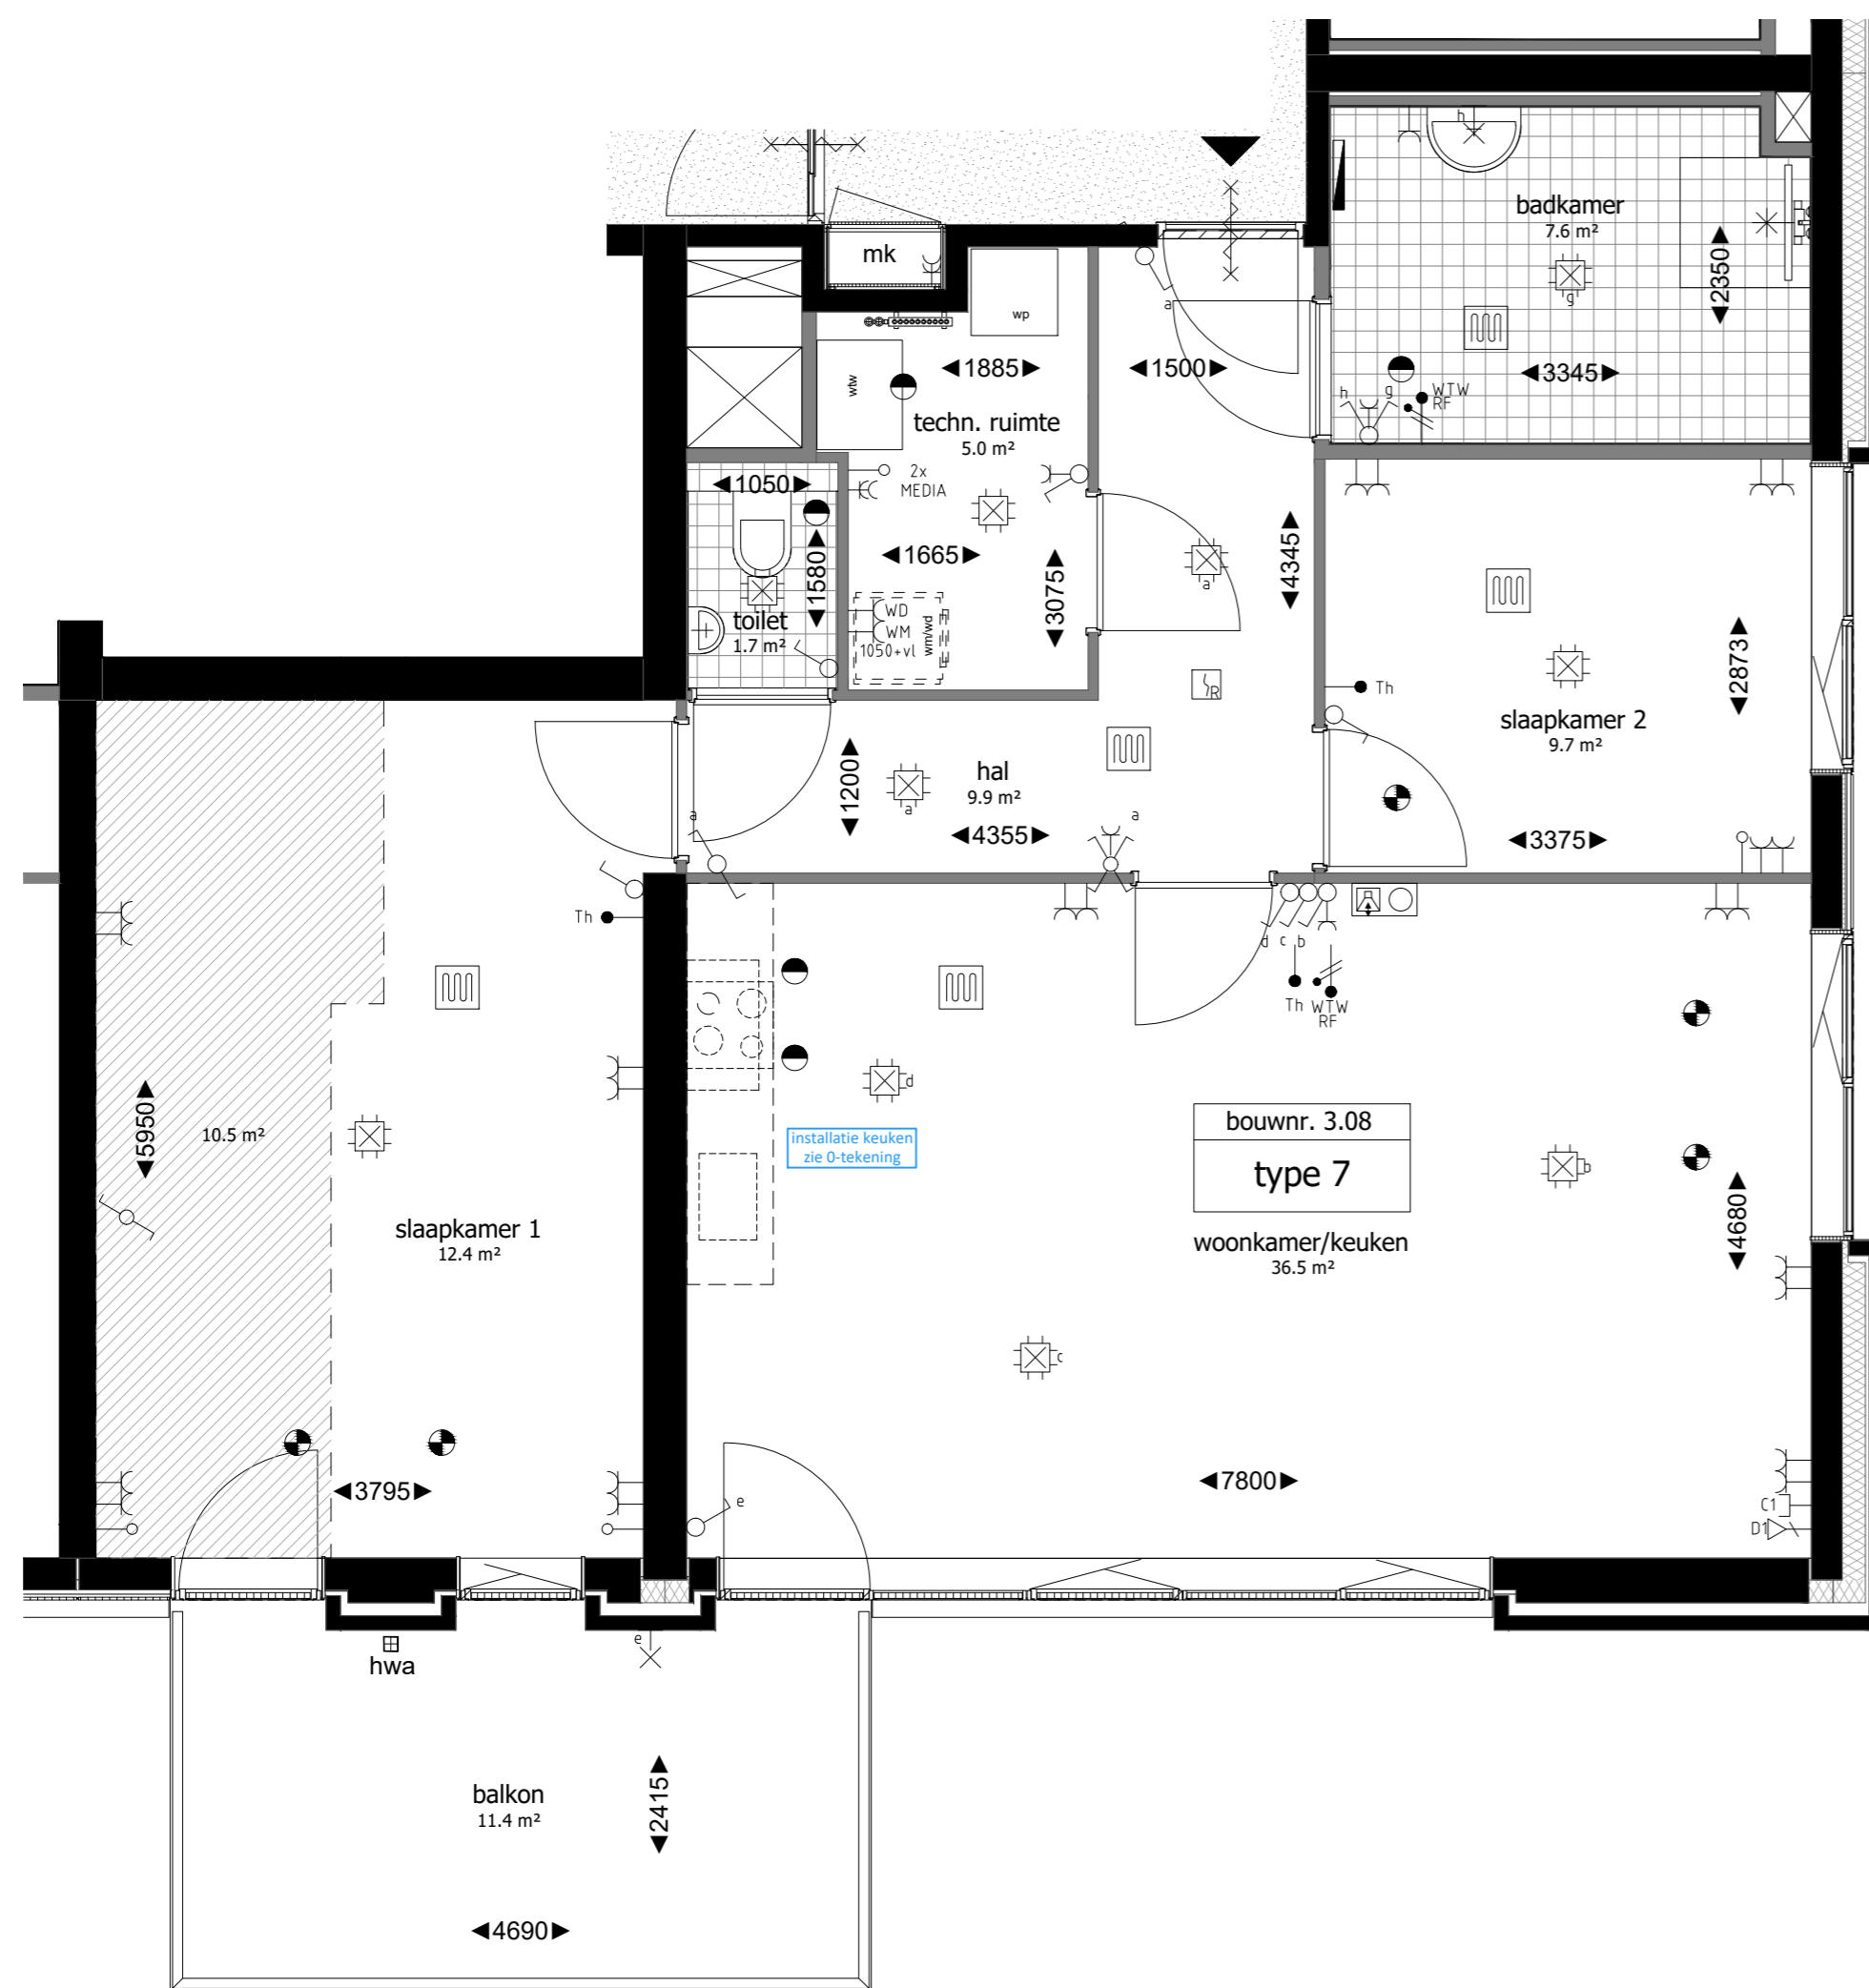 h
badkamer
7.6 m²
2350
g
3345
h
g
WTW
RF
mk
a
wp
1885
1500
wtw
techn. ruimte
5.0 m²
1050
2x
MEDIA
1580
1665
3075
a
4345
toilet
1.7 m²
WD
WM
1050+vl
wm/wd
R
Th
2873
slaapkamer 2
9.7 m²
3375
hal
9.9 m²
1200
a
a
4355
a
Th
d c b
Th
WTW
RF
d
installatie keuken
zie 0-tekening
bouwnr. 3.08
type 7
woonkamer/keuken
36.5 m²
b
4680
c
7800
C1
D1
e
5950
10.5 m²
slaapkamer 1
12.4 m²
3795
hwa
e
balkon
11.4 m²
2415
4690